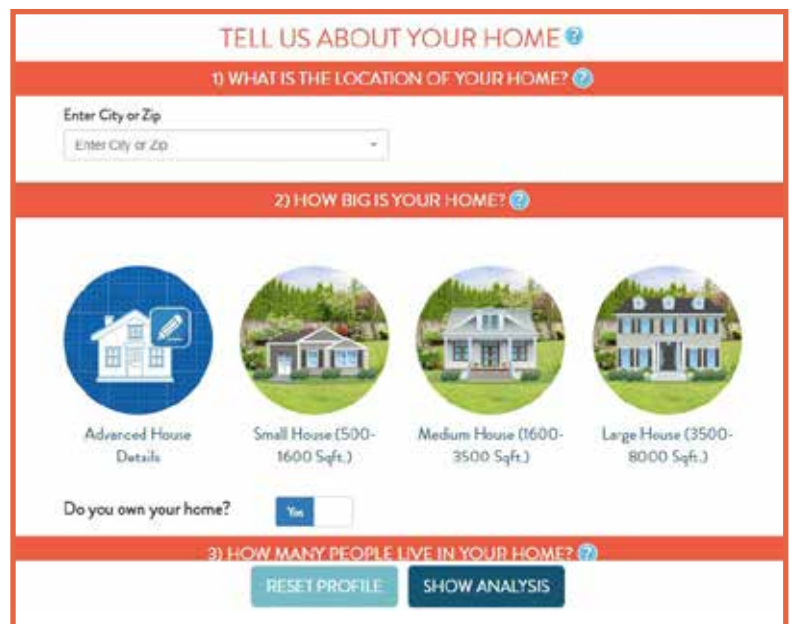 TELL US ABOUT YOUR HOME ?
1) WHAT IS THE LOCATION OF YOUR HOME? ?
Enter City or Zip
Enter City or Zip
2) HOW BIG IS YOUR HOME? ?
Advanced House
Details
Small House (500-
1600 Sqft.)
Medium House (1600-
3500 Sqft.)
Large House (3500-
8000 Sqft.)
Do you own your home?
Yes
3) HOW MANY PEOPLE LIVE IN YOUR HOME? ?
RESET PROFILE
SHOW ANALYSIS